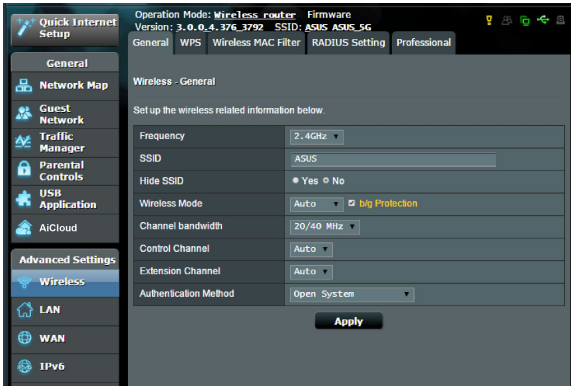 Quick Internet
Setup
Operation Mode: Wireless router Firmware
Version: 3.0.0.4.376_3792 SSID: ASUS ASUS_5G
General WPS Wireless MAC Filter RADIUS Setting Professional
General
Network Map
Guest
Network
Traffic
Manager
Parental
Controls
USB
Application
AiCloud
Advanced Settings
Wireless
LAN
WAN
IPv6
Wireless - General
Set up the wireless related information below.
Frequency 2.4GHz
SSID ASUS
Hide SSID Yes No
Wireless Mode Auto b/g Protection
Channel bandwidth 20/40 MHz
Control Channel Auto
Extension Channel Auto
Authentication Method Open System
Apply